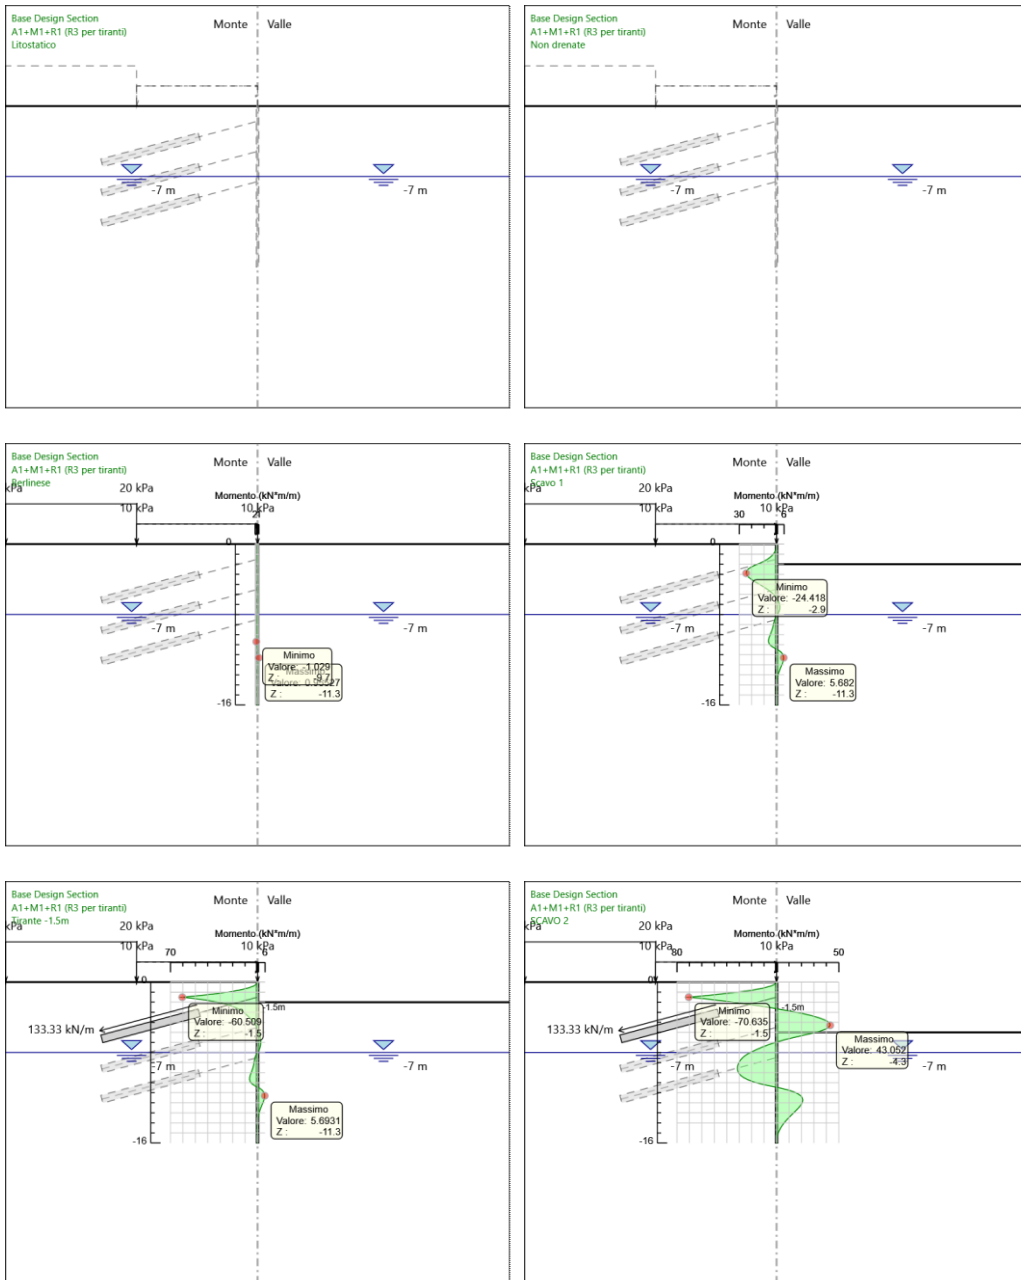 Base Design Section
A1+M1+R1 (R3 per tiranti)
Litostatico
Monte Valle
-7 m
-7 m
Base Design Section
A1+M1+R1 (R3 per tiranti)
Non drenate
Monte Valle
-7 m
-7 m
Base Design Section
A1+M1+R1 (R3 per tiranti)
Berlinese
Monte Valle
kPa
20 kPa
Momento (kN*m/m)
10 kPa
10 kPa
0
-7 m
-7 m
Minimo
Valore: -1.029
Z : -9.7
Massimo
Z : -11.3
-16
Base Design Section
A1+M1+R1 (R3 per tiranti)
Scavo 1
Monte Valle
20 kPa
Momento (kN*m/m)
10 kPa
10 kPa
30
6
0
Minimo
Valore: -24.418
Z : -2.9
-7 m
-7 m
Massimo
Valore: 5.682
Z : -11.3
-16
Base Design Section
A1+M1+R1 (R3 per tiranti)
Tirante -1.5m
Monte Valle
kPa
20 kPa
Momento (kN*m/m)
10 kPa
10 kPa
70
6
0
-1.5m
Minimo
Valore: -60.509
Z : -1.5
133.33 kN/m
-7 m
-7 m
Massimo
Valore: 5.6931
Z : -11.3
-16
Base Design Section
A1+M1+R1 (R3 per tiranti)
SCAVO 2
Monte Valle
20 kPa
Momento (kN*m/m)
10 kPa
10 kPa
80
50
0
-1.5m
Minimo
Valore: -70.635
Z : -1.5
133.33 kN/m
Massimo
Valore: 43.052
Z : -4.3
-7 m
-7 m
-16